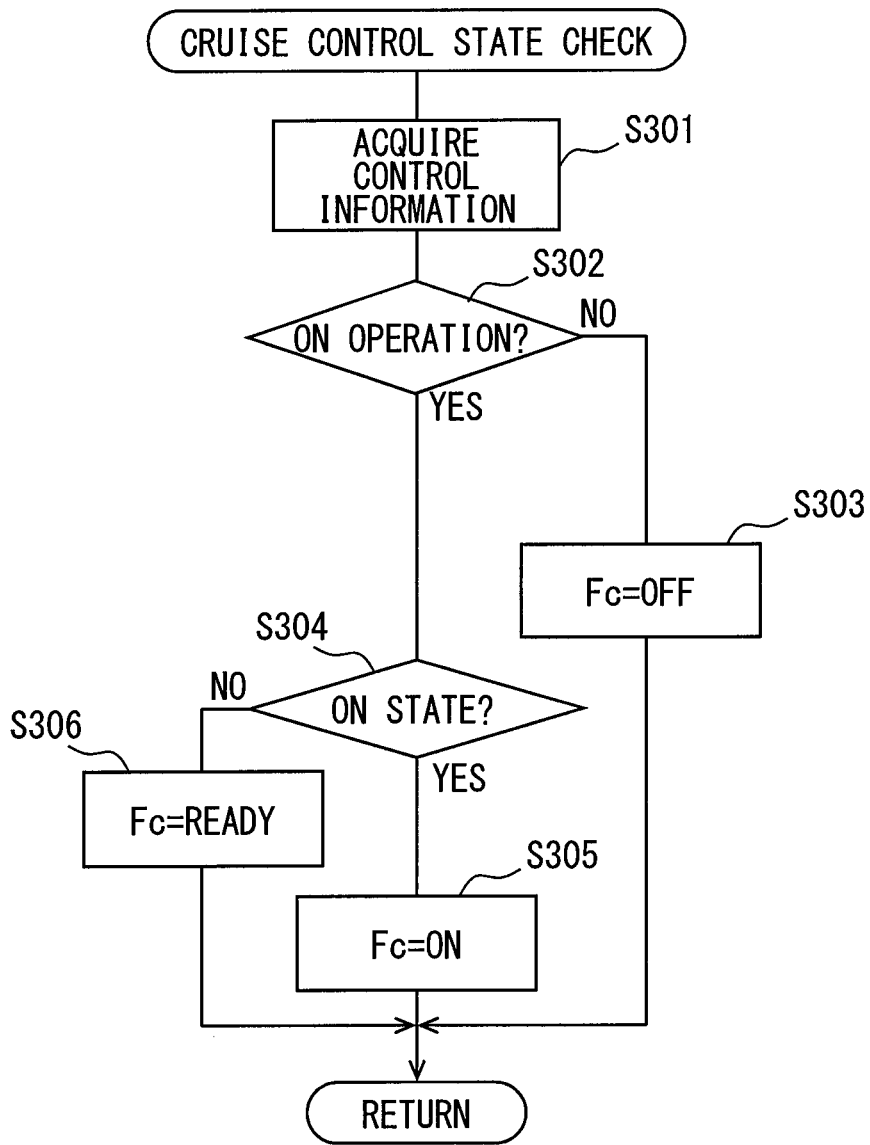 CRUISE CONTROL STATE CHECK
ACQUIRE
CONTROL
INFORMATION
S301
S302
ON OPERATION?
NO
YES
S303
Fc=OFF
S304
ON STATE?
NO
YES
S306
Fc=READY
S305
Fc=ON
RETURN